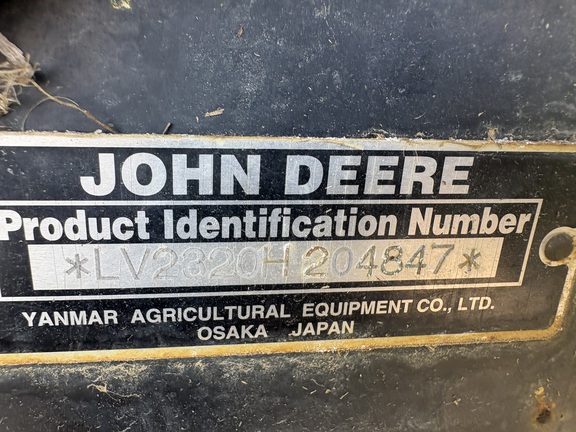 JOHN DEERE
Product Identification Number
*LV2320H204847*
YANMAR AGRICULTURAL EQUIPMENT CO., LTD.
OSAKA JAPAN